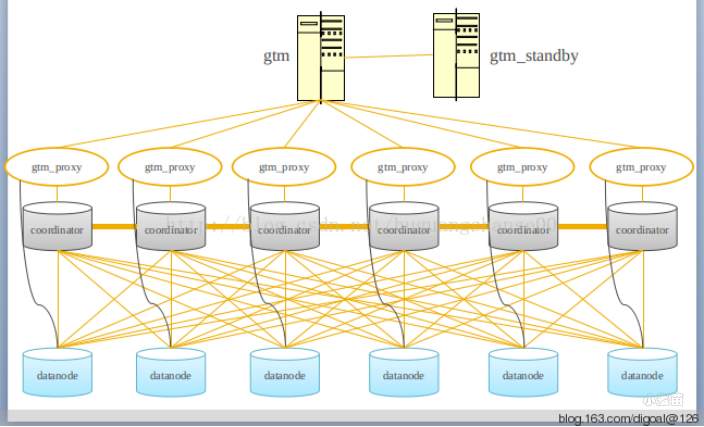 gtm
gtm_standby
gtm_proxy gtm_proxy gtm_proxy gtm_proxy gtm_proxy gtm_proxy
coordinator coordinator coordinator coordinator coordinator coordinator
datanode datanode datanode datanode datanode datanode
blog.163.com/digoal@126